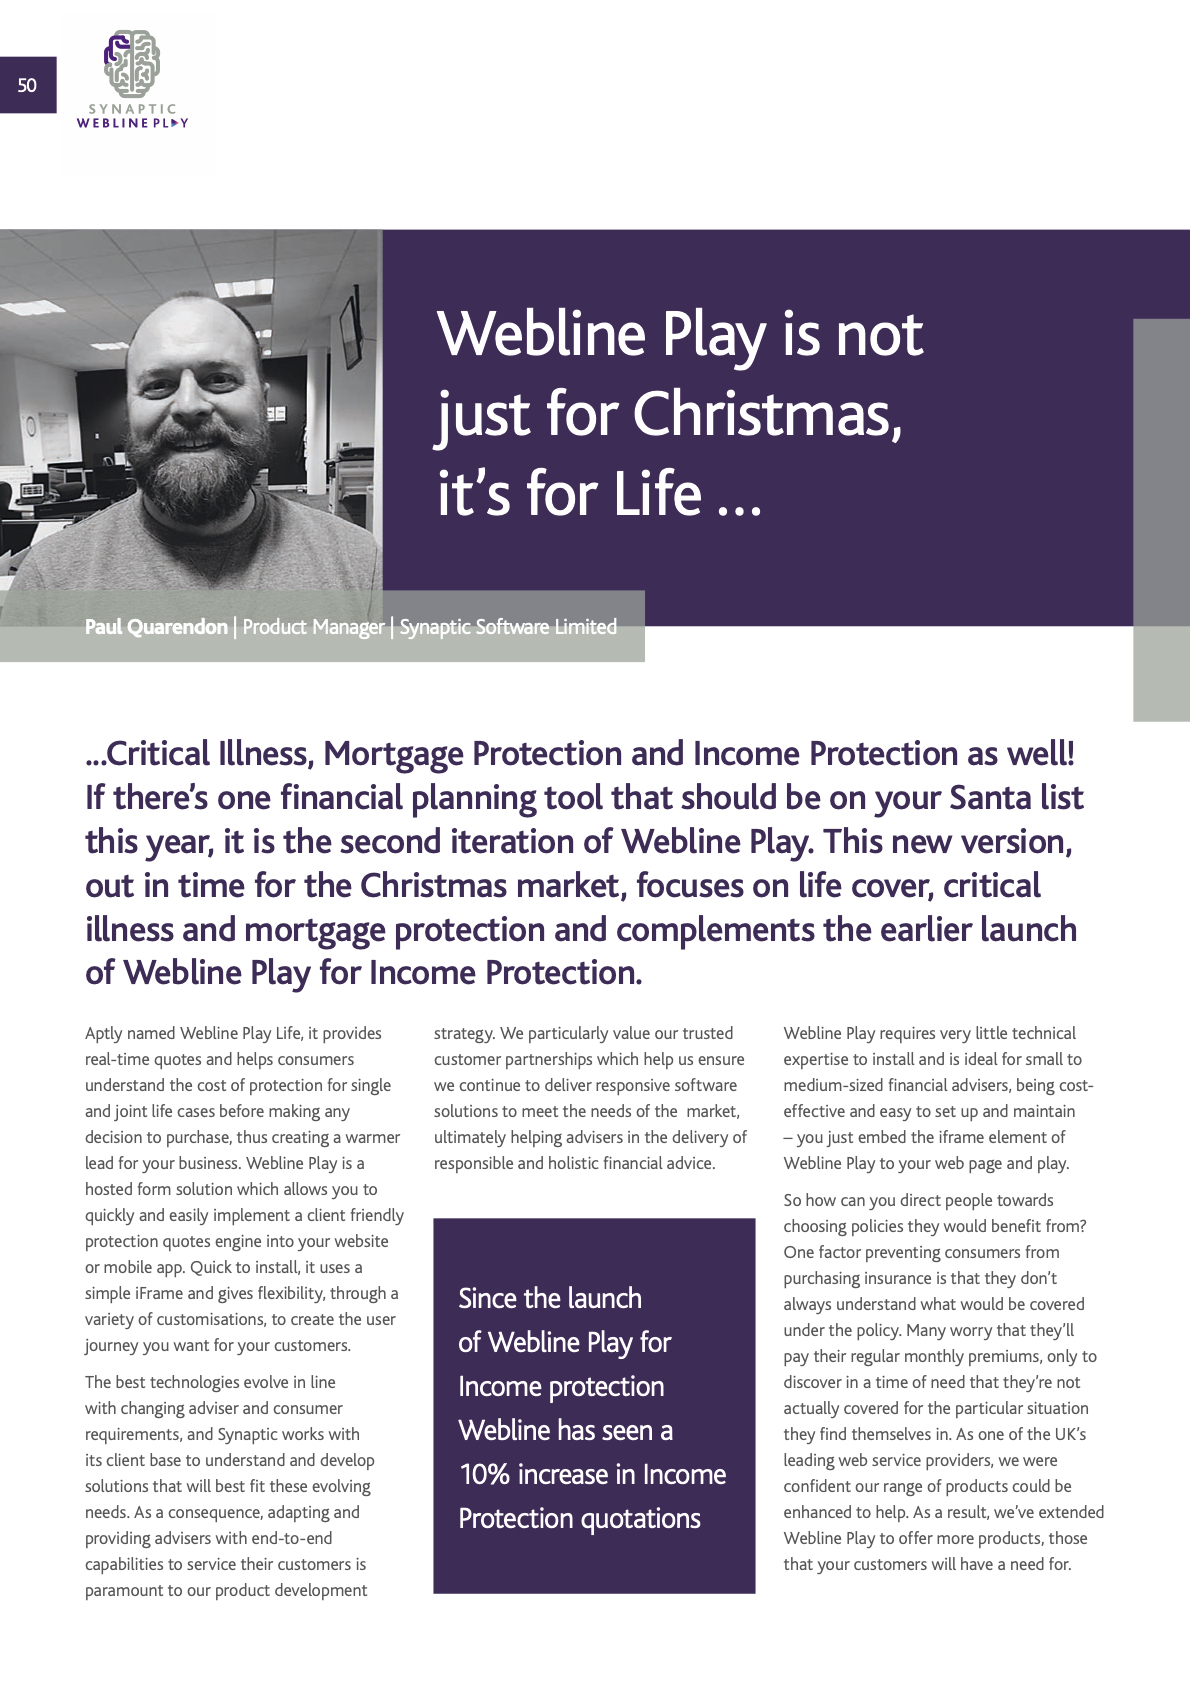 50
SYNAPTIC
WEBLINE PLAY
Webline Play is not
just for Christmas,
it’s for Life ...
Paul Quarendon | Product Manager | Synaptic Software Limited
...Critical Illness, Mortgage Protection and Income Protection as well!
If there’s one financial planning tool that should be on your Santa list
this year, it is the second iteration of Webline Play. This new version,
out in time for the Christmas market, focuses on life cover, critical
illness and mortgage protection and complements the earlier launch
of Webline Play for Income Protection.
Aptly named Webline Play Life, it provides
real-time quotes and helps consumers
understand the cost of protection for single
and joint life cases before making any
decision to purchase, thus creating a warmer
lead for your business. Webline Play is a
hosted form solution which allows you to
quickly and easily implement a client friendly
protection quotes engine into your website
or mobile app. Quick to install, it uses a
simple iFrame and gives flexibility, through a
variety of customisations, to create the user
journey you want for your customers.
The best technologies evolve in line
with changing adviser and consumer
requirements, and Synaptic works with
its client base to understand and develop
solutions that will best fit these evolving
needs. As a consequence, adapting and
providing advisers with end-to-end
capabilities to service their customers is
paramount to our product development
strategy. We particularly value our trusted
customer partnerships which help us ensure
we continue to deliver responsive software
solutions to meet the needs of the  market,
ultimately helping advisers in the delivery of
responsible and holistic financial advice.
Since the launch
of Webline Play for
Income protection
Webline has seen a
10% increase in Income
Protection quotations
Webline Play requires very little technical
expertise to install and is ideal for small to
medium-sized financial advisers, being cost-
effective and easy to set up and maintain
– you just embed the iframe element of
Webline Play to your web page and play.
So how can you direct people towards
choosing policies they would benefit from?
One factor preventing consumers from
purchasing insurance is that they don’t
always understand what would be covered
under the policy. Many worry that they’ll
pay their regular monthly premiums, only to
discover in a time of need that they’re not
actually covered for the particular situation
they find themselves in. As one of the UK’s
leading web service providers, we were
confident our range of products could be
enhanced to help. As a result, we’ve extended
Webline Play to offer more products, those
that your customers will have a need for.